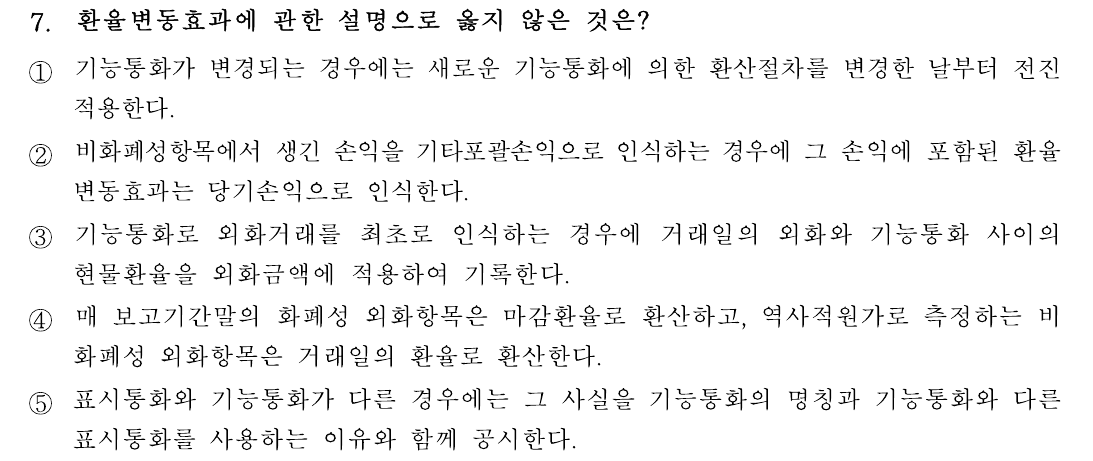 7. 환율변동효과에 관한 설명으로 옳지 않은 것은?
① 기능통화가 변경되는 경우에는 새로운 기능통화에 의한 환산절차를 변경한 날부터 전진
적용한다.
② 비화폐성항목에서 생긴 손익을 기타포괄손익으로 인식하는 경우에 그 손익에 포함된 환율
변동효과는 당기손익으로 인식한다.
③ 기능통화로 외화거래를 최초로 인식하는 경우에 거래일의 외화와 기능통화 사이의
현물환율을 외화금액에 적용하여 기록한다.
④ 매 보고기간말의 화폐성 외화항목은 마감환율로 환산하고, 역사적원가로 측정하는 비
화폐성 외화항목은 거래일의 환율로 환산한다.
⑤ 표시통화와 기능통화가 다른 경우에는 그 사실을 기능통화의 명칭과 기능통화와 다른
표시통화를 사용하는 이유와 함께 공시한다.